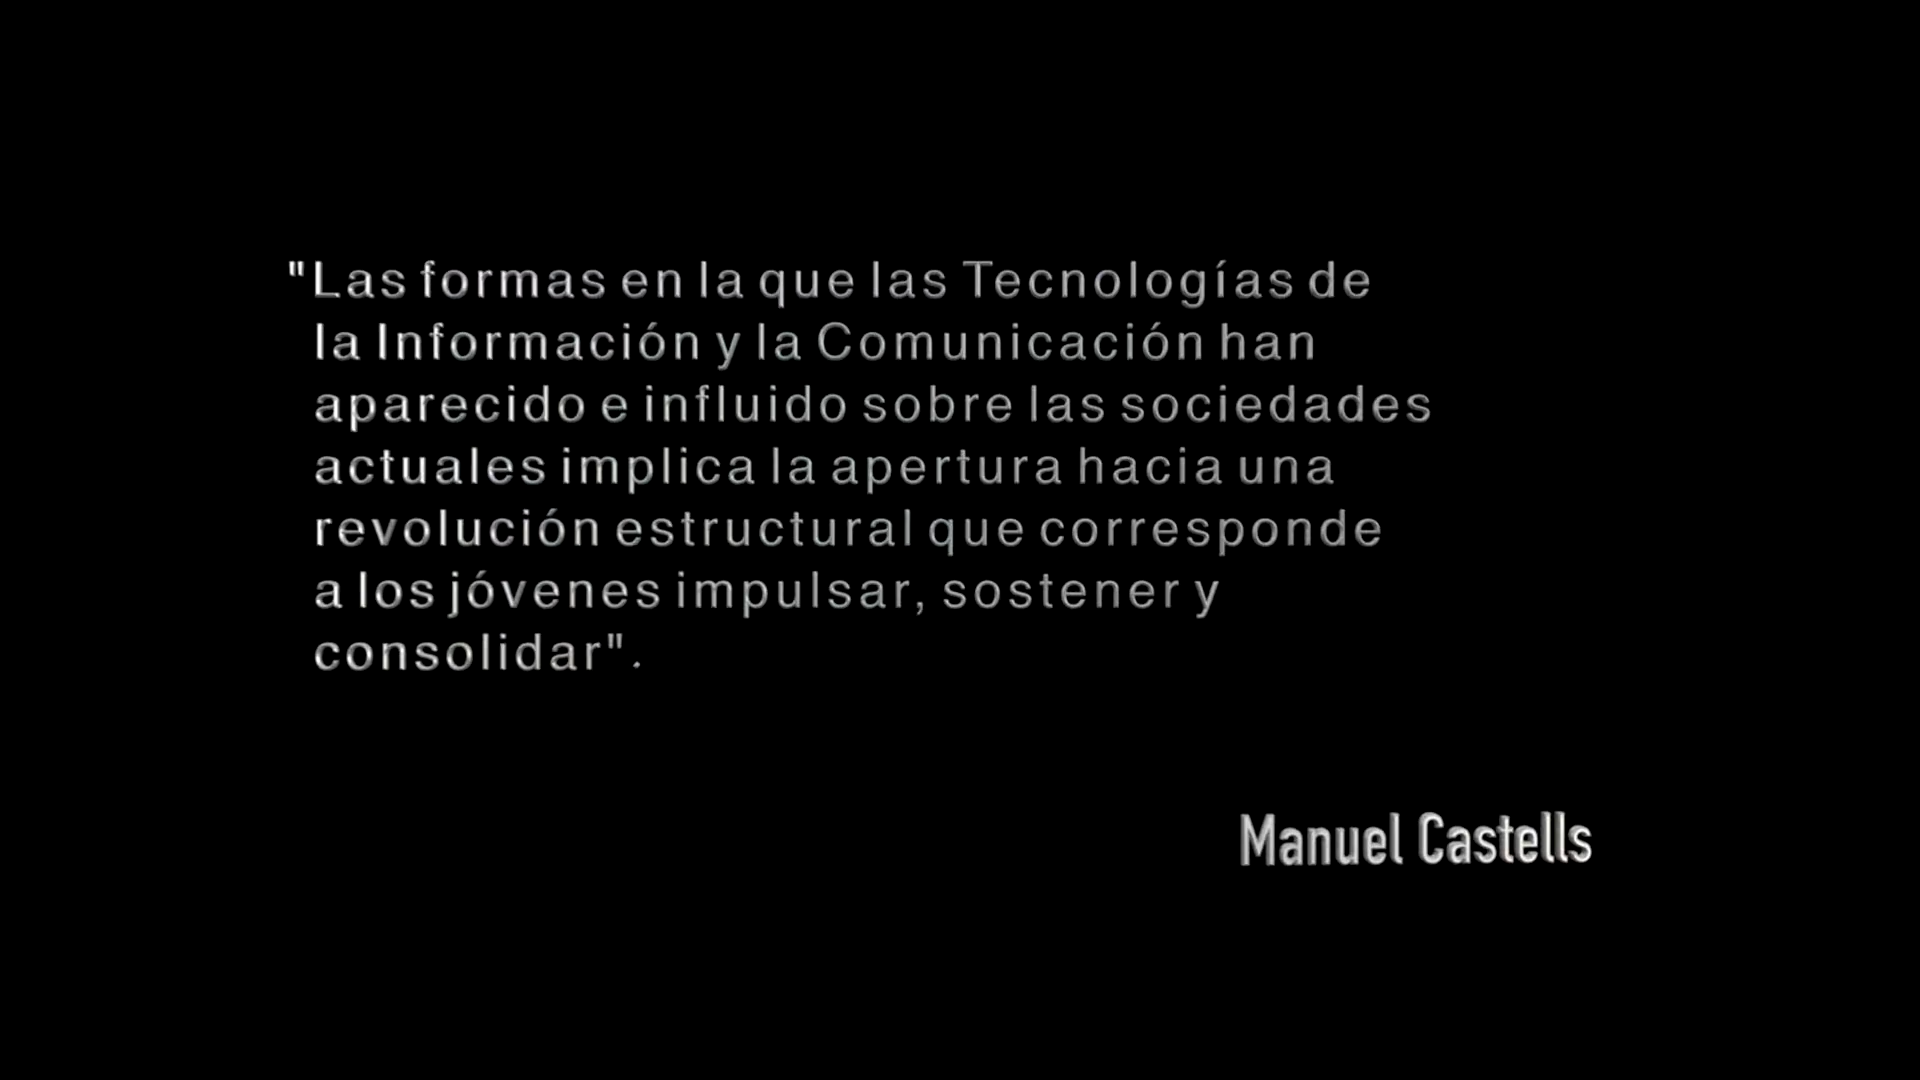 "Las formas en la que las Tecnologías de
la Información y la Comunicación han
aparecido e influido sobre las sociedades
actuales implica la apertura hacia una
revolución estructural que corresponde
a los jóvenes impulsar, sostener y
consolidar".
Manuel Castells